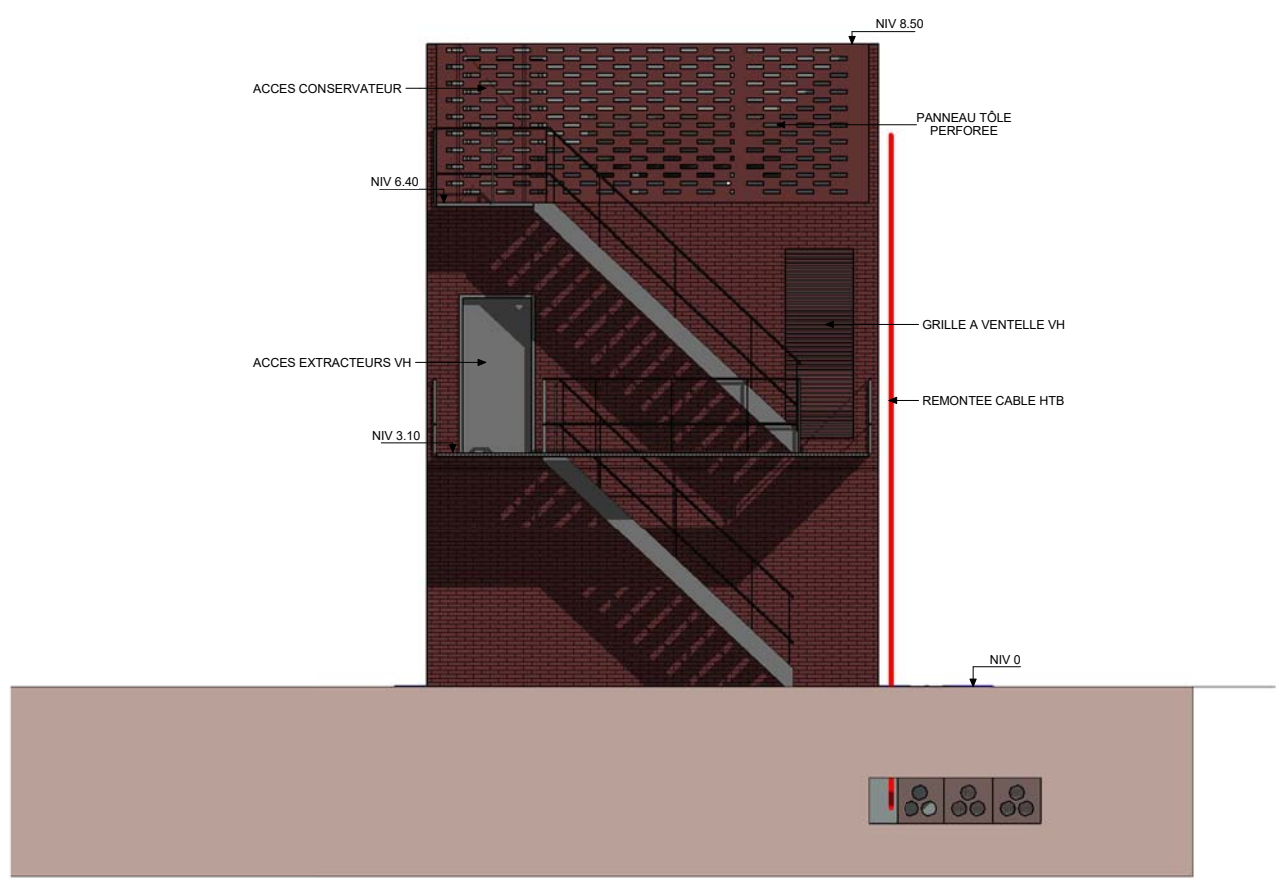 NIV 8.50
ACCES CONSERVATEUR
PANNEAU TÔLE
PERFOREE
NIV 6.40
GRILLE A VENTELLE VH
ACCES EXTRACTEURS VH
REMONTEE CABLE HTB
NIV 3.10
NIV 0